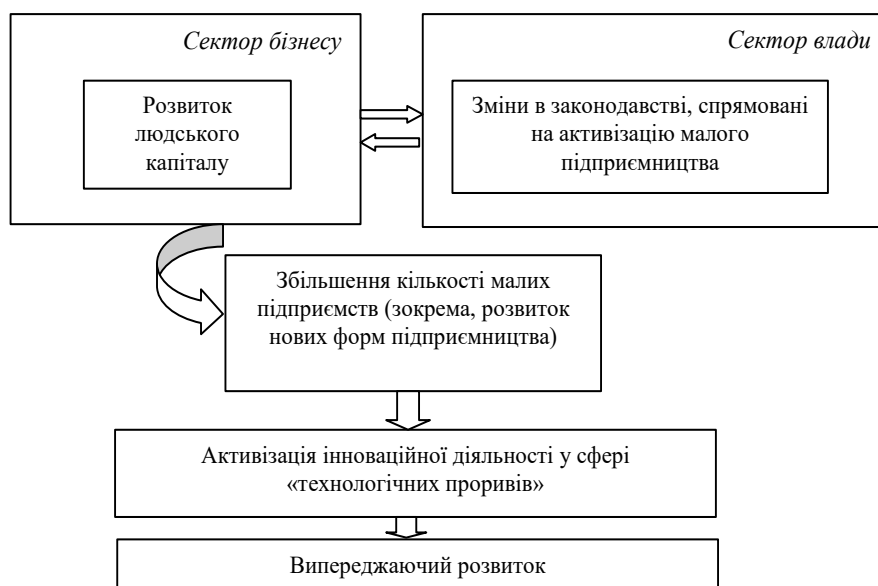 Сектор бізнесу
Розвиток
людського
капіталу
Сектор влади
Зміни в законодавстві, спрямовані
на активізацію малого
підприємництва
Збільшення кількості малих
підприємств (зокрема, розвиток
нових форм підприємництва)
Активізація інноваційної діяльності у сфері
«технологічних проривів»
Випереджаючий розвиток